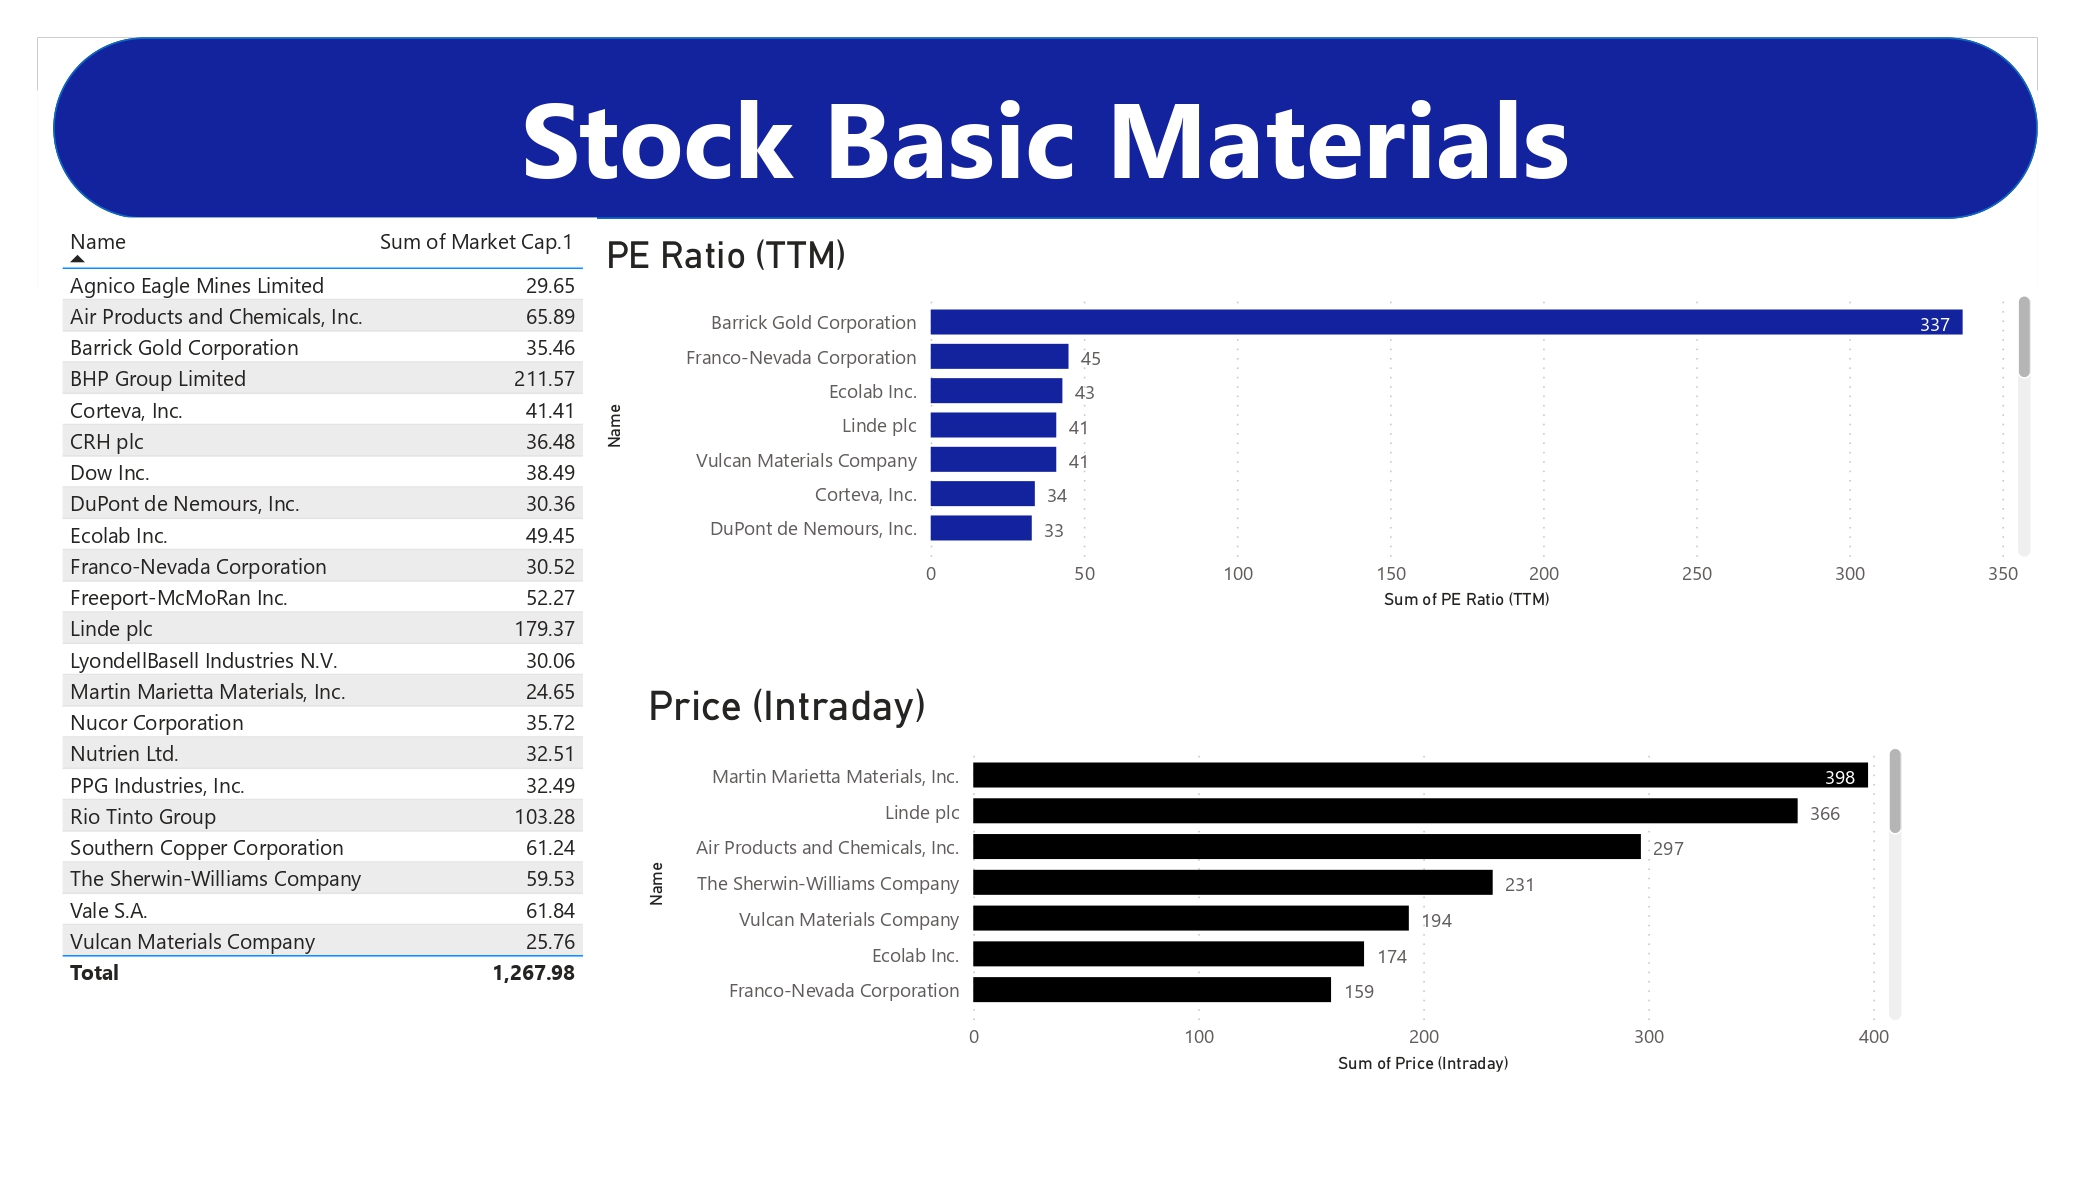 Stock Basic Materials
Name Sum of Market Cap.1
Agnico Eagle Mines Limited 29.65
Air Products and Chemicals, Inc. 65.89
Barrick Gold Corporation 35.46
BHP Group Limited 211.57
Corteva, Inc. 41.41
CRH plc 36.48
Dow Inc. 38.49
DuPont de Nemours, Inc. 30.36
Ecolab Inc. 49.45
Franco-Nevada Corporation 30.52
Freeport-McMoRan Inc. 52.27
Linde plc 179.37
LyondellBasell Industries N.V. 30.06
Martin Marietta Materials, Inc. 24.65
Nucor Corporation 35.72
Nutrien Ltd. 32.51
PPG Industries, Inc. 32.49
Rio Tinto Group 103.28
Southern Copper Corporation 61.24
The Sherwin-Williams Company 59.53
Vale S.A. 61.84
Vulcan Materials Company 25.76
Total 1,267.98
PE Ratio (TTM)
Name
Barrick Gold Corporation 337
Franco-Nevada Corporation 45
Ecolab Inc. 43
Linde plc 41
Vulcan Materials Company 41
Corteva, Inc. 34
DuPont de Nemours, Inc. 33
0 50 100 150 200 250 300 350
Sum of PE Ratio (TTM)
Price (Intraday)
Name
Martin Marietta Materials, Inc. 398
Linde plc 366
Air Products and Chemicals, Inc. 297
The Sherwin-Williams Company 231
Vulcan Materials Company 194
Ecolab Inc. 174
Franco-Nevada Corporation 159
0 100 200 300 400
Sum of Price (Intraday)